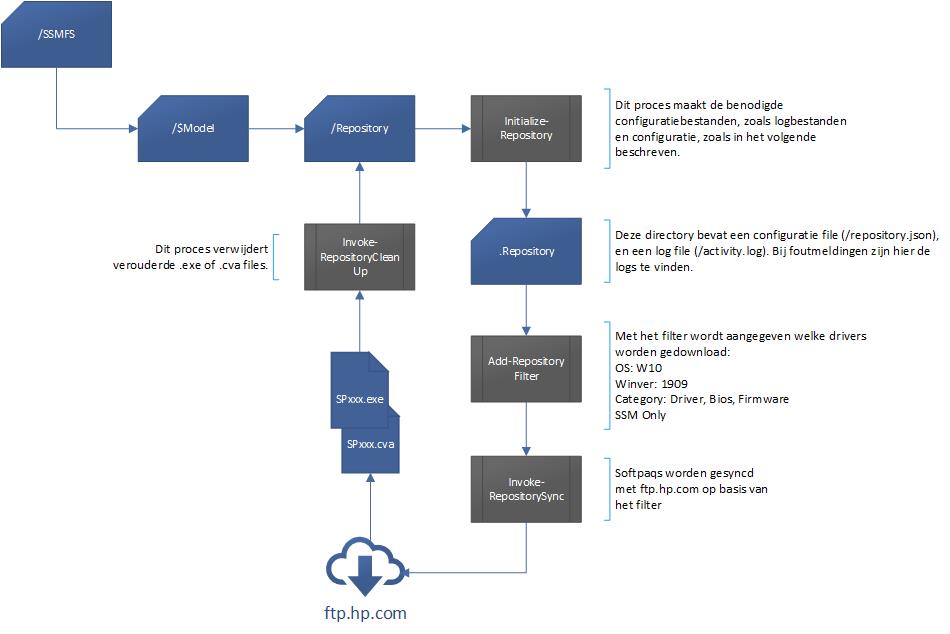 /SSMFS
/$Model
/Repository
Initialize-
Repository
Dit proces maakt de benodigde
configuratiebestanden, zoals logbestanden
en configuratie, zoals in het volgende
beschreven.
Dit proces verwijdert
verouderde .exe of .cva files.
Invoke-
RepositoryClean
Up
.Repository
Deze directory bevat een configuratie file (/repository.json),
en een log file (/activity.log). Bij foutmeldingen zijn hier de
logs te vinden.
Add-Repository
Filter
Met het filter wordt aangegeven welke drivers
worden gedownload:
OS: W10
Winver: 1909
Category: Driver, Bios, Firmware
SSM Only
SPxxx.exe
SPxxx.cva
Invoke-
RepositorySync
Softpaqs worden gesyncd
met ftp.hp.com op basis van
het filter
ftp.hp.com